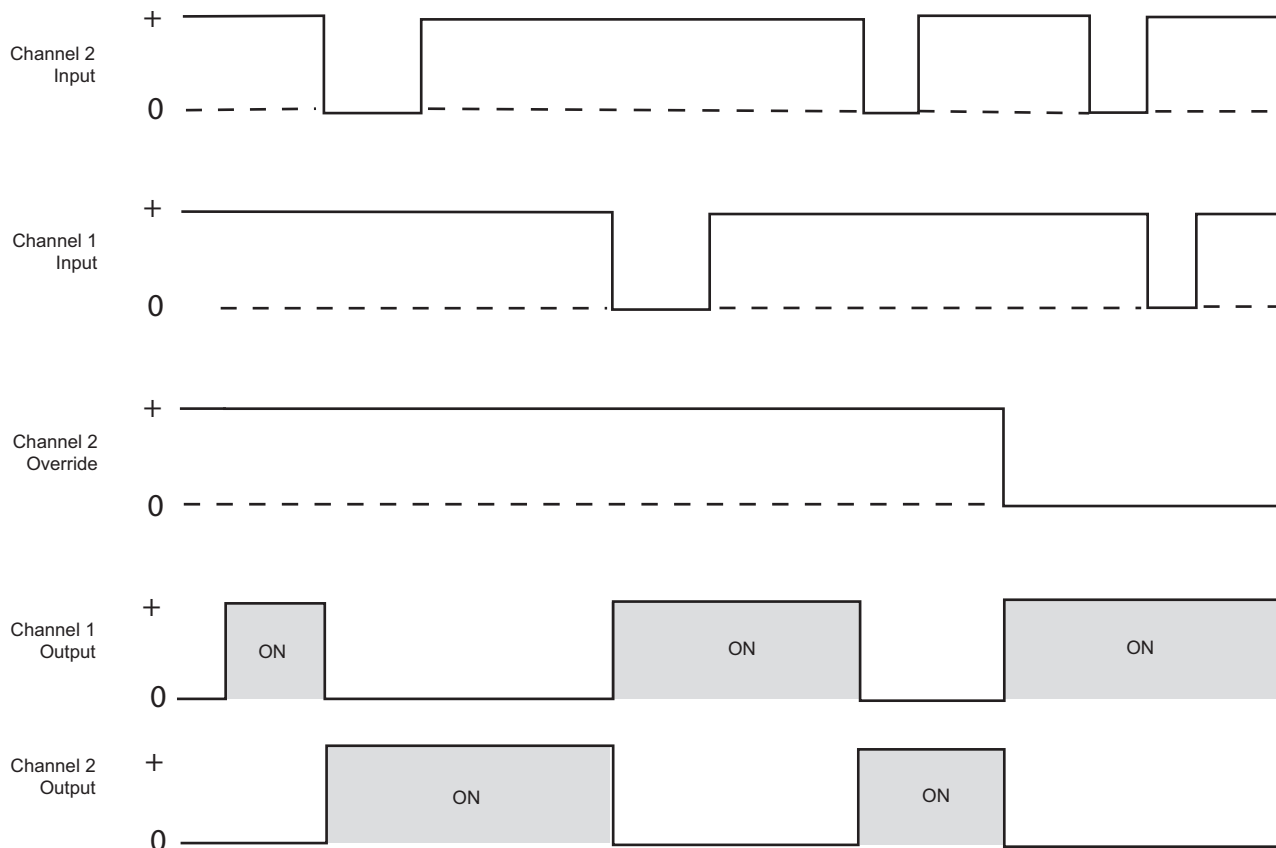 +
Channel 2
Input
0
+
Channel 1
Input
0
+
Channel 2
Override
0
+
Channel 1
Output
ON
ON
ON
0
+
Channel 2
Output
ON
ON
0